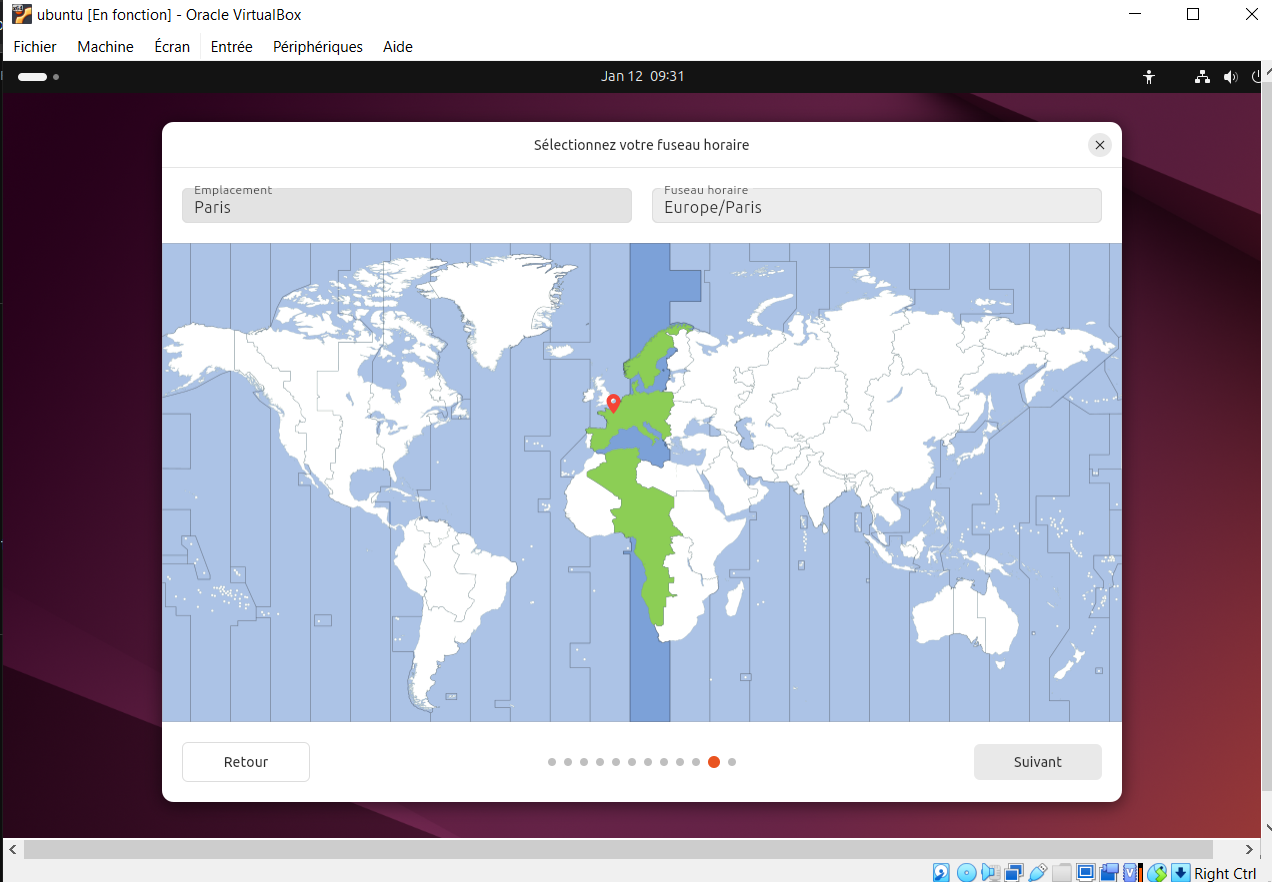 ubuntu [En fonction] - Oracle VirtualBox
Fichier Machine Écran Entrée Périphériques Aide
Jan 12 09:31
Sélectionnez votre fuseau horaire
Emplacement
Paris
Fuseau horaire
Europe/Paris
Retour
Suivant
Right Ctrl